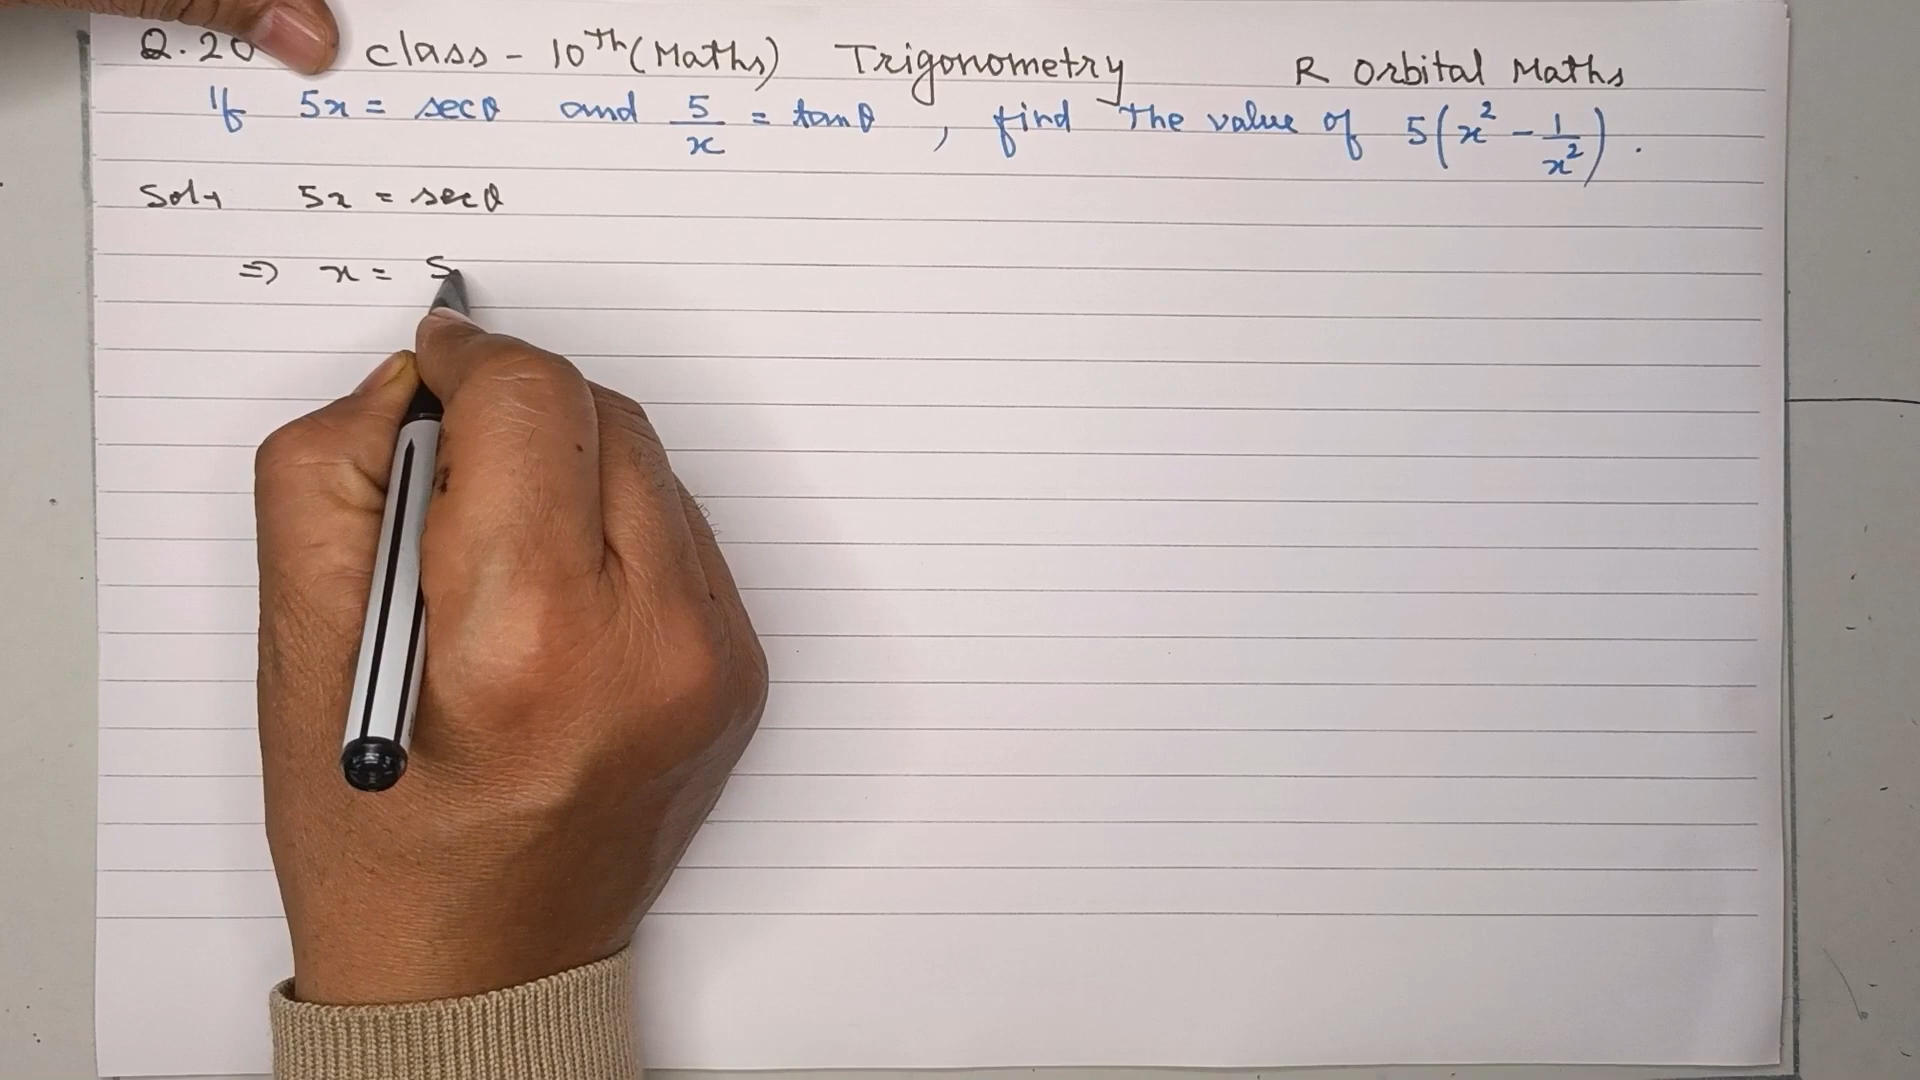 Q.20 Class - 10th (Maths) Trigonometry R Orbital Maths
If 5x = secθ and 5/x = tanθ, find the value of 5(x² - 1/x²).
Sol→ 5x = secθ
⇒ x = s